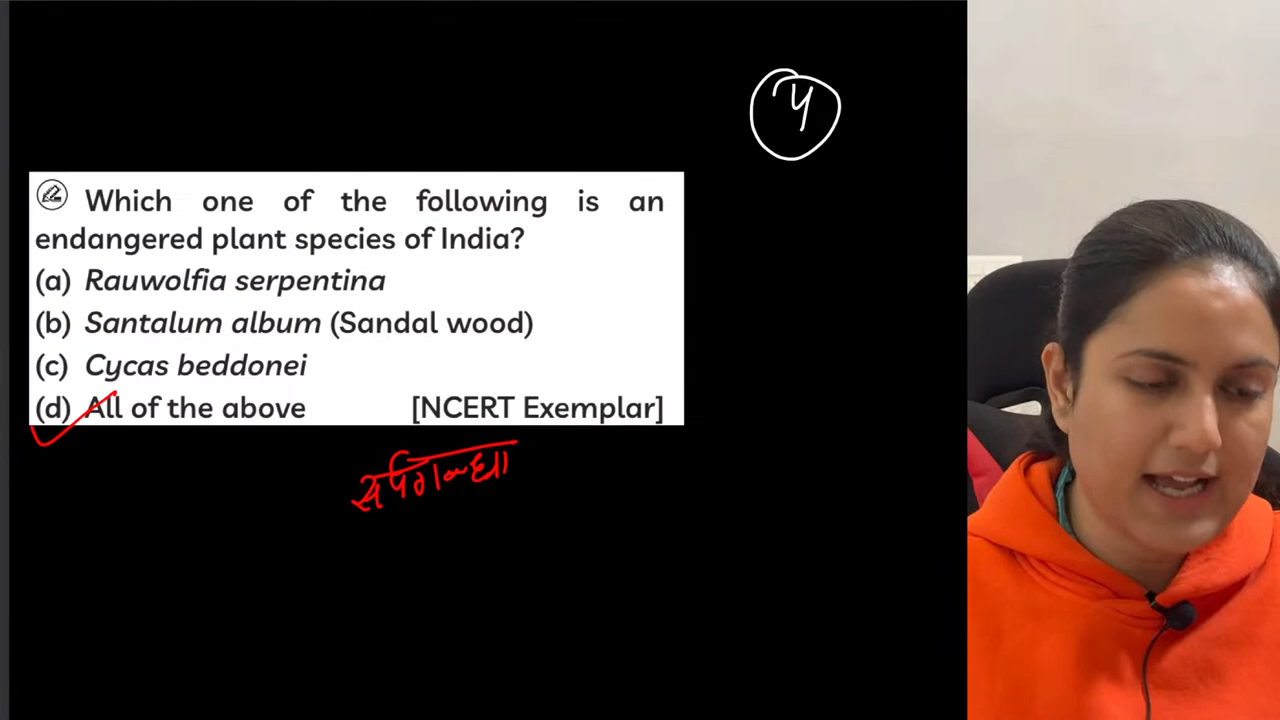 4
Which one of the following is an
endangered plant species of India?
(a) Rauwolfia serpentina
(b) Santalum album (Sandal wood)
(c) Cycas beddonei
(d) All of the above [NCERT Exemplar]
सर्पगन्धा